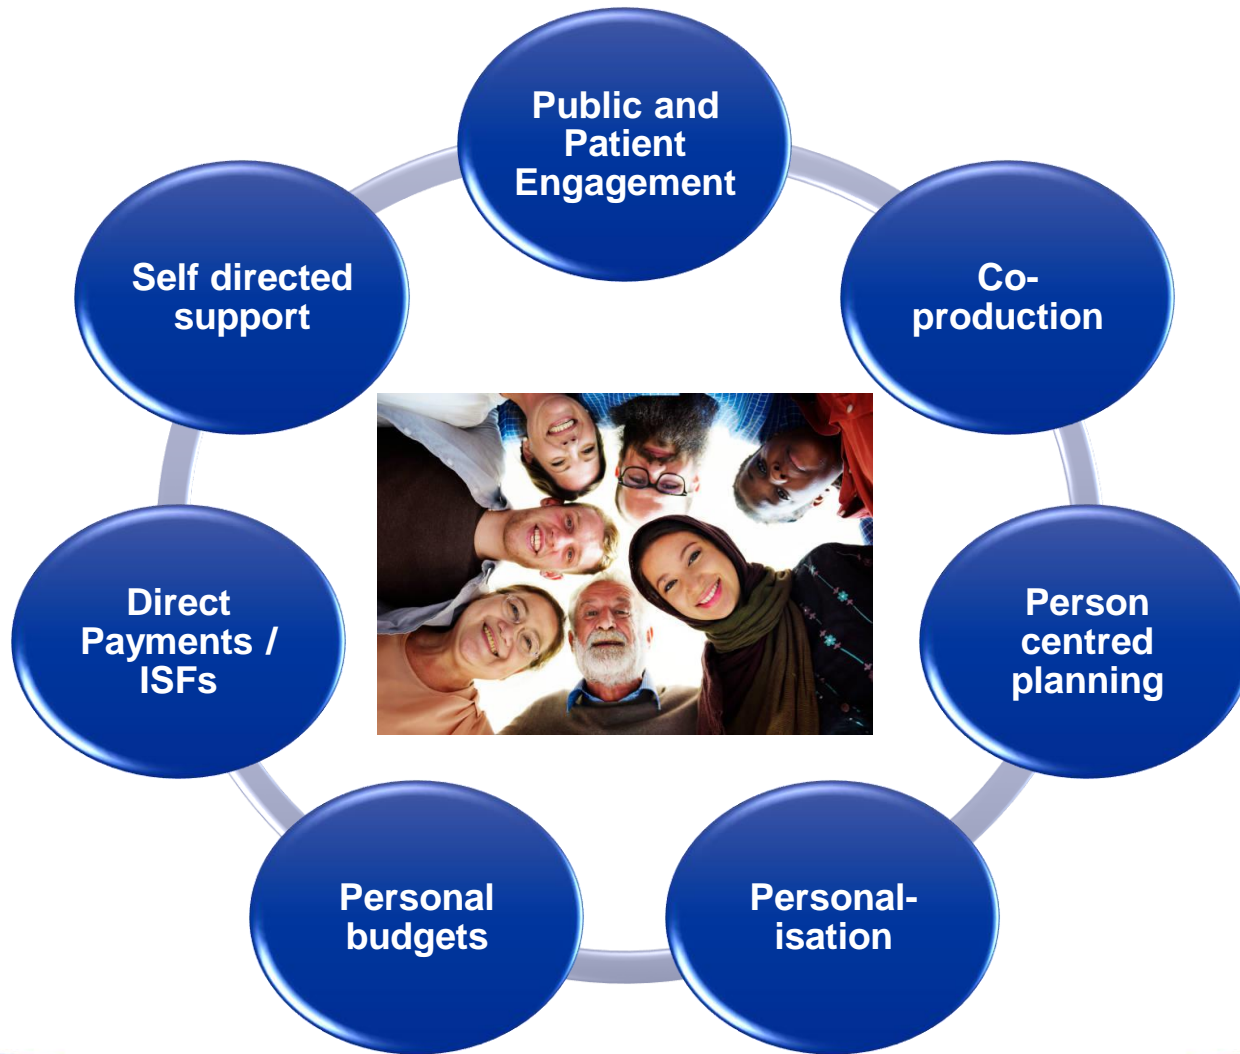 Public and
Patient
Engagement
Co-
production
Person
centred
planning
Personal-
isation
Personal
budgets
Direct
Payments /
ISFs
Self directed
support